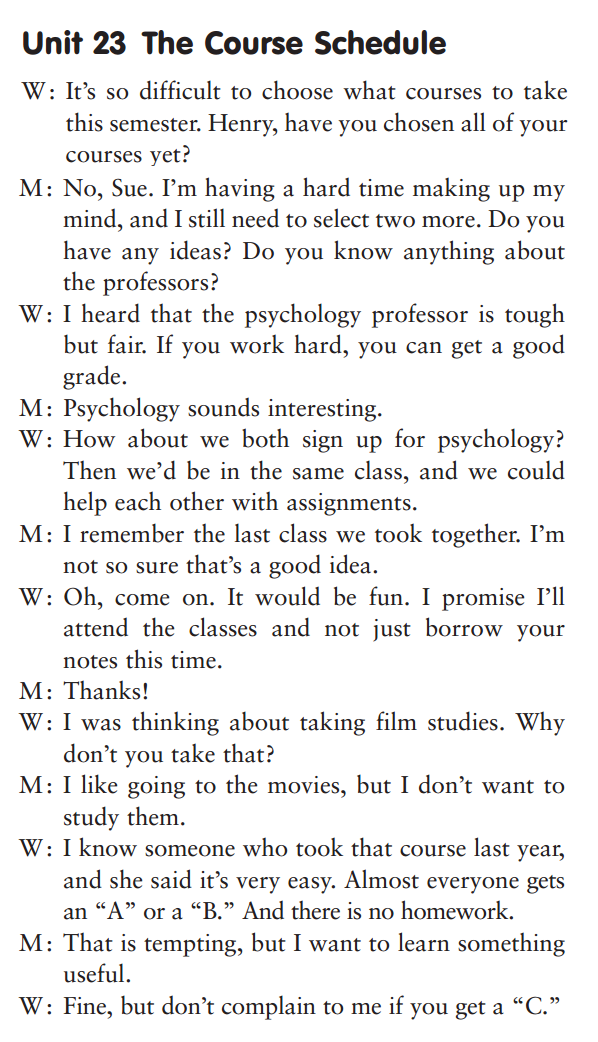 Unit 23 The Course Schedule
W: It's so difficult to choose what courses to take
this semester. Henry, have you chosen all of your
courses yet?
M: No, Sue. I'm having a hard time making up my
mind, and I still need to select two more. Do you
have any ideas? Do you know anything about
the professors?
W: I heard that the psychology professor is tough
but fair. If you work hard, you can get a good
grade.
M: Psychology sounds interesting.
W: How about we both sign up for psychology?
Then we'd be in the same class, and we could
help each other with assignments.
M: I remember the last class we took together. I'm
not so sure that's a good idea.
W: Oh, come on. It would be fun. I promise I'll
attend the classes and not just borrow your
notes this time.
M: Thanks!
W: I was thinking about taking film studies. Why
don't you take that?
M: I like going to the movies, but I don't want to
study them.
W: I know someone who took that course last year,
and she said it's very easy. Almost everyone gets
an “A” or a “B.” And there is no homework.
M: That is tempting, but I want to learn something
useful.
W: Fine, but don't complain to me if you get a “C.”